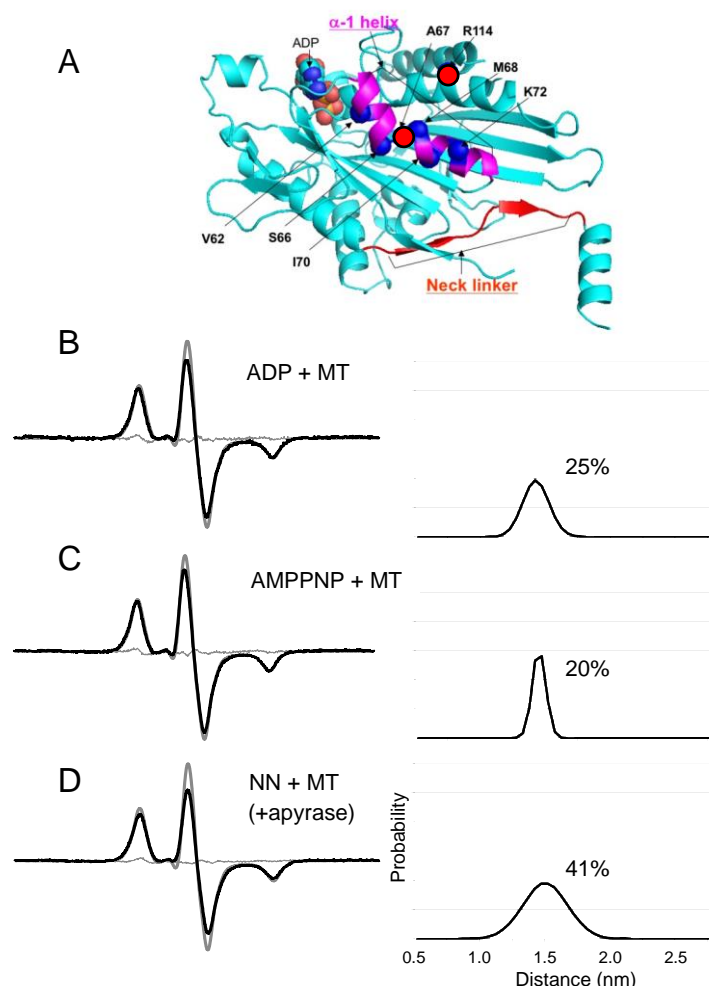 A
ADP
α-1 helix
A67
R114
M68
K72
V62
S66
I70
Neck linker
B
ADP + MT
25%
C
AMPPNP + MT
20%
D
NN + MT
(+apyrase)
41%
Probability
0.5 1.0 1.5 2.0 2.5
Distance (nm)